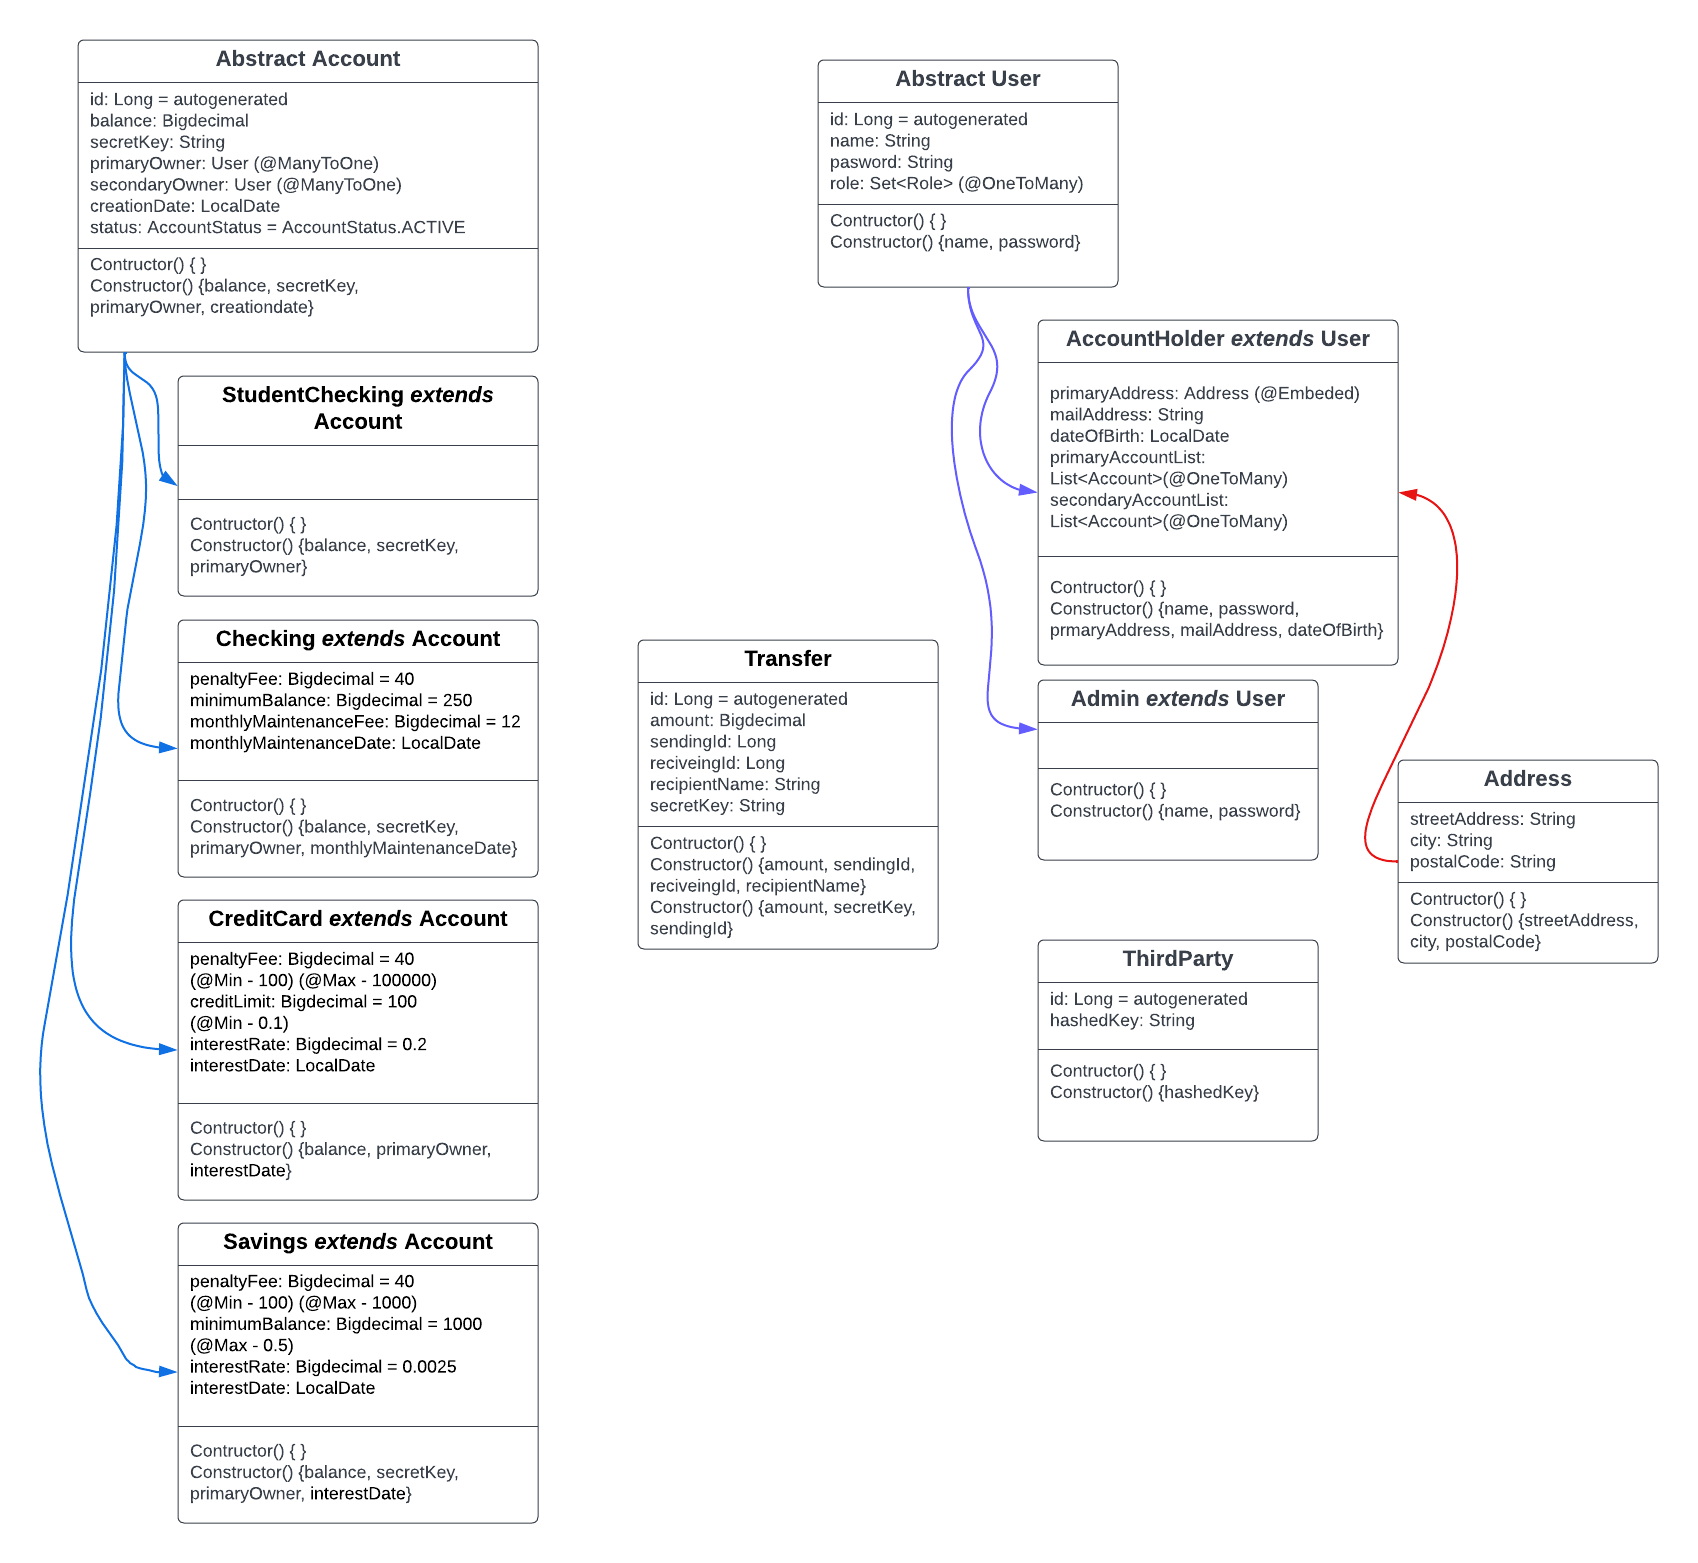 Abstract Account
id: Long = autogenerated
balance: Bigdecimal
secretKey: String
primaryOwner: User (@ManyToOne)
secondaryOwner: User (@ManyToOne)
creationDate: LocalDate
status: AccountStatus = AccountStatus.ACTIVE
Contructor() { }
Constructor() {balance, secretKey,
primaryOwner, creationdate}
StudentChecking extends
Account
Contructor() { }
Constructor() {balance, secretKey,
primaryOwner}
Checking extends Account
penaltyFee: Bigdecimal = 40
minimumBalance: Bigdecimal = 250
monthlyMaintenanceFee: Bigdecimal = 12
monthlyMaintenanceDate: LocalDate
Contructor() { }
Constructor() {balance, secretKey,
primaryOwner, monthlyMaintenanceDate}
CreditCard extends Account
penaltyFee: Bigdecimal = 40
(@Min - 100) (@Max - 100000)
creditLimit: Bigdecimal = 100
(@Min - 0.1)
interestRate: Bigdecimal = 0.2
interestDate: LocalDate
Contructor() { }
Constructor() {balance, primaryOwner,
interestDate}
Savings extends Account
penaltyFee: Bigdecimal = 40
(@Min - 100) (@Max - 1000)
minimumBalance: Bigdecimal = 1000
(@Max - 0.5)
interestRate: Bigdecimal = 0.0025
interestDate: LocalDate
Contructor() { }
Constructor() {balance, secretKey,
primaryOwner, interestDate}
Transfer
id: Long = autogenerated
amount: Bigdecimal
sendingId: Long
reciveingId: Long
recipientName: String
secretKey: String
Contructor() { }
Constructor() {amount, sendingId,
reciveingId, recipientName}
Constructor() {amount, secretKey,
sendingId}
Abstract User
id: Long = autogenerated
name: String
pasword: String
role: Set<Role> (@OneToMany)
Contructor() { }
Constructor() {name, password}
AccountHolder extends User
primaryAddress: Address (@Embeded)
mailAddress: String
dateOfBirth: LocalDate
primaryAccountList:
List<Account>(@OneToMany)
secondaryAccountList:
List<Account>(@OneToMany)
Contructor() { }
Constructor() {name, password,
prmaryAddress, mailAddress, dateOfBirth}
Admin extends User
Contructor() { }
Constructor() {name, password}
Address
streetAddress: String
city: String
postalCode: String
Contructor() { }
Constructor() {streetAddress,
city, postalCode}
ThirdParty
id: Long = autogenerated
hashedKey: String
Contructor() { }
Constructor() {hashedKey}